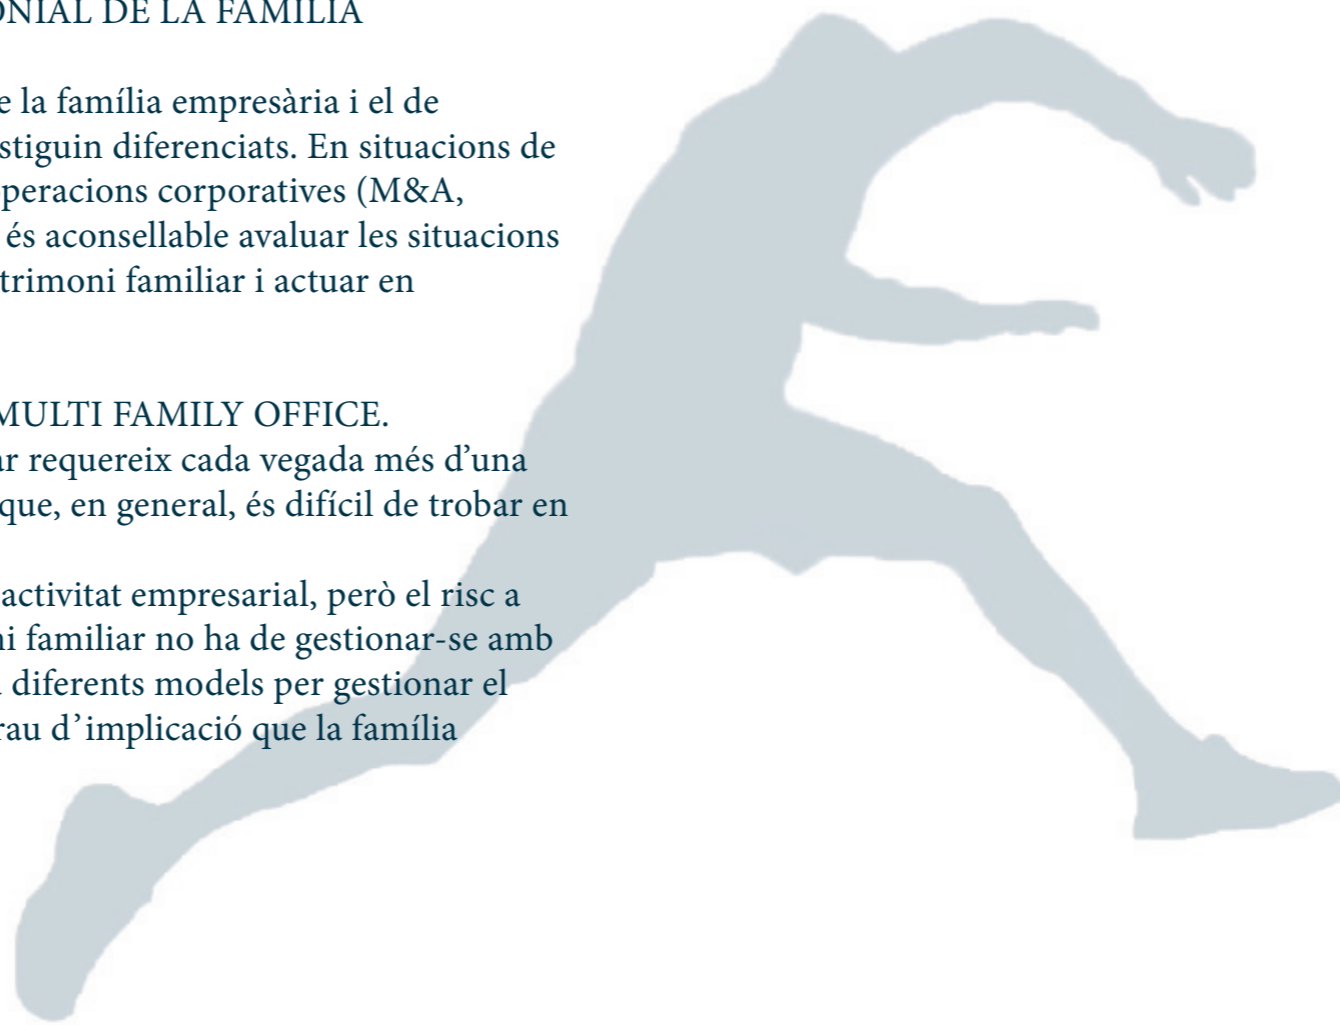 ONIAL DE LA FAMÍLIA
e la família empresària i el de
stiguin diferenciats. En situacions de
peracions corporatives (M&A,
és aconsellable avaluar les situacions
trimoni familiar i actuar en
MULTI FAMILY OFFICE.
ar requereix cada vegada més d’una
que, en general, és difícil de trobar en
activitat empresarial, però el risc a
ni familiar no ha de gestionar-se amb
diferents models per gestionar el
rau d’implicació que la família